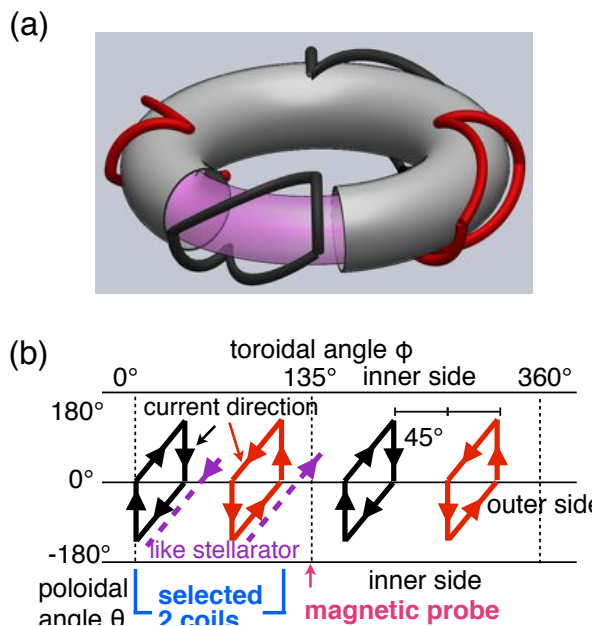 (a)
(b)
toroidal angle ϕ
0°
135°
inner side
360°
180°
current direction
45°
0°
outer side
like stellarator
-180°
inner side
poloidal
angle θ
selected
2 coils
magnetic probe